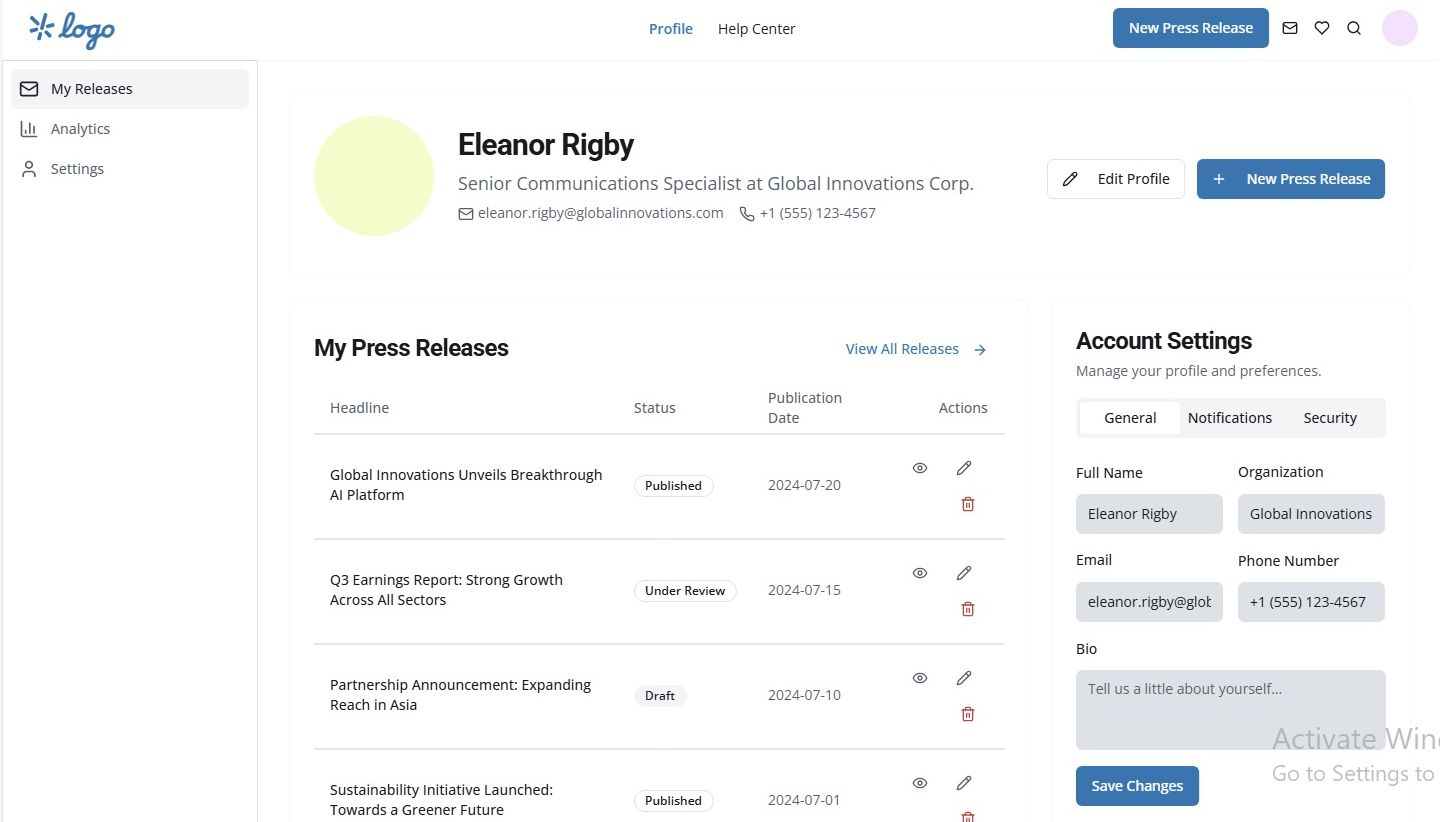 logo
Profile
Help Center
New Press Release
My Releases
Analytics
Settings
Eleanor Rigby
Senior Communications Specialist at Global Innovations Corp.
eleanor.rigby@globalinnovations.com
+1 (555) 123-4567
Edit Profile
New Press Release
My Press Releases
View All Releases
Headline
Status
Publication
Date
Actions
Global Innovations Unveils Breakthrough
AI Platform
Published
2024-07-20
Q3 Earnings Report: Strong Growth
Across All Sectors
Under Review
2024-07-15
Partnership Announcement: Expanding
Reach in Asia
Draft
2024-07-10
Sustainability Initiative Launched:
Towards a Greener Future
Published
2024-07-01
Account Settings
Manage your profile and preferences.
General
Notifications
Security
Full Name
Organization
Eleanor Rigby
Global Innovations
Email
Phone Number
eleanor.rigby@glob
+1 (555) 123-4567
Bio
Tell us a little about yourself...
Save Changes
Activate Win
Go to Settings to